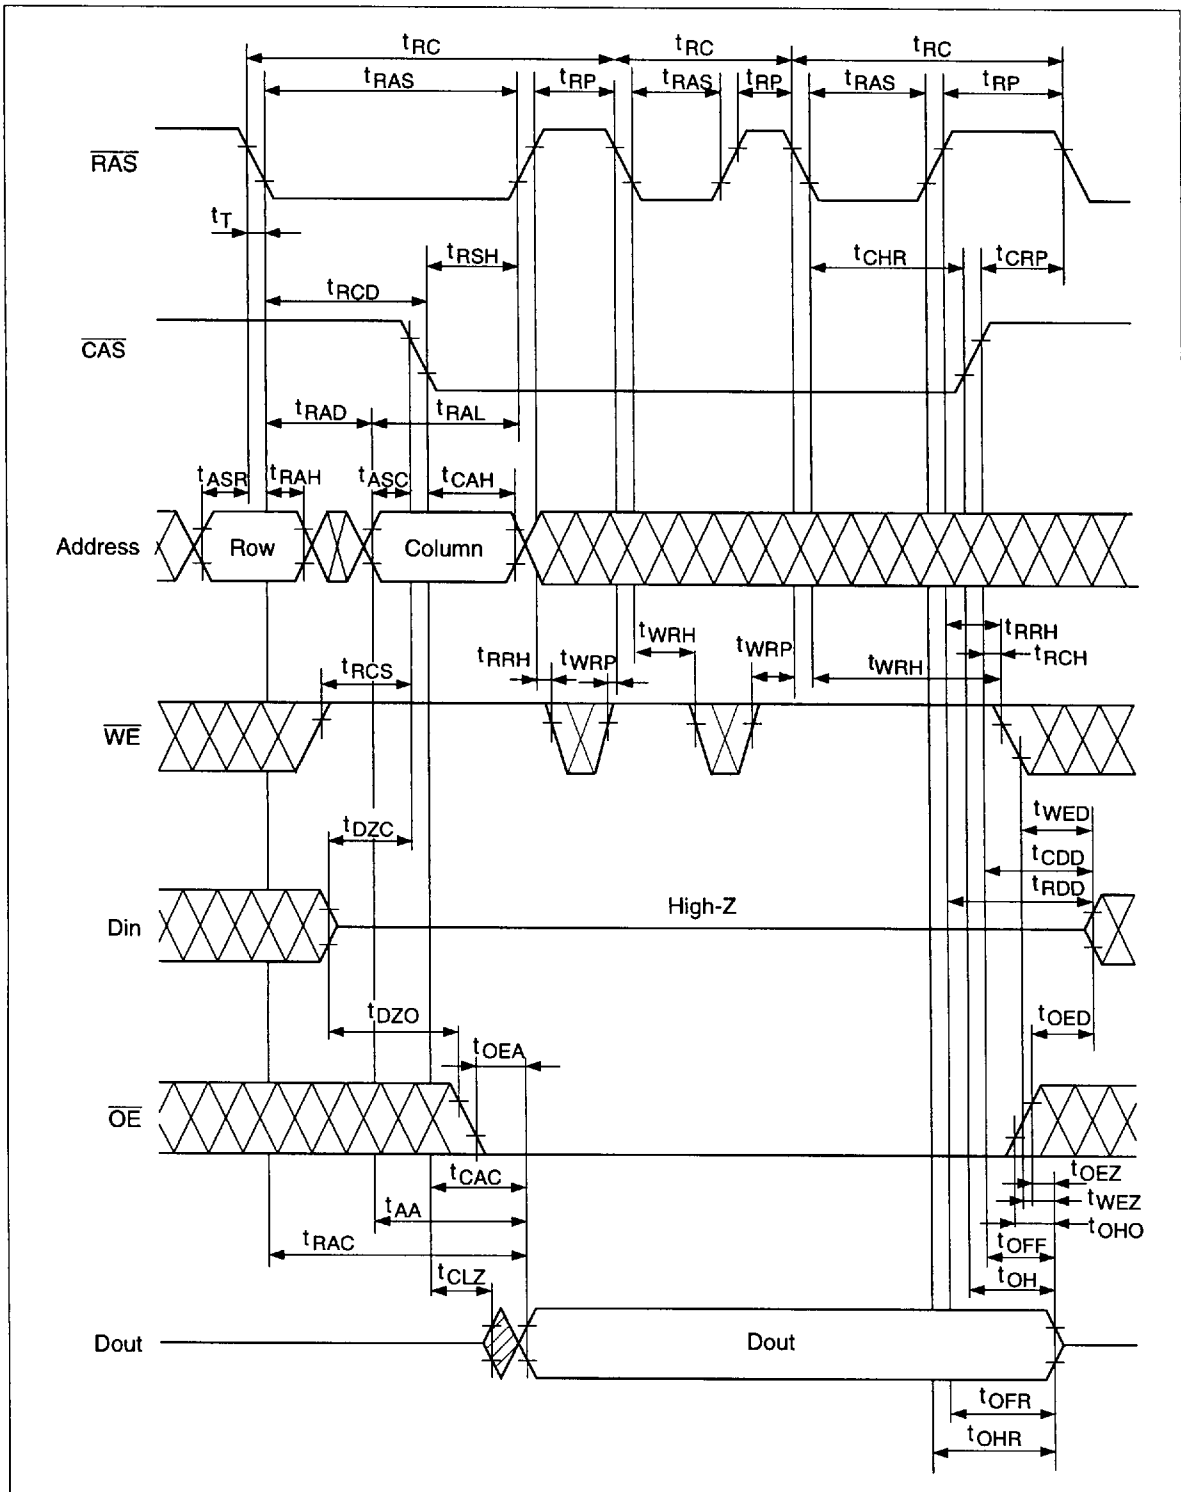 tRC tRC tRC
tRAS tRP tRAS tRP tRAS tRP
RAS
tT
tRSH tCHR tCRP
tRCD
CAS
tRAD tRAL
tASR tRAH tASC tCAH
Address Row Column
tRRH
tWRH tWRP
tRRH tWRP tWRH tRCH
tRCS
WE
tWED
tDZC
tCDD
tRDD
High-Z
Din
tDZO tOED
tOEA
OE
tCAC tOEZ
tAA tWEZ
tOHO
tRAC tOFF
tCLZ tOH
Dout Dout
tOFR
tOHR